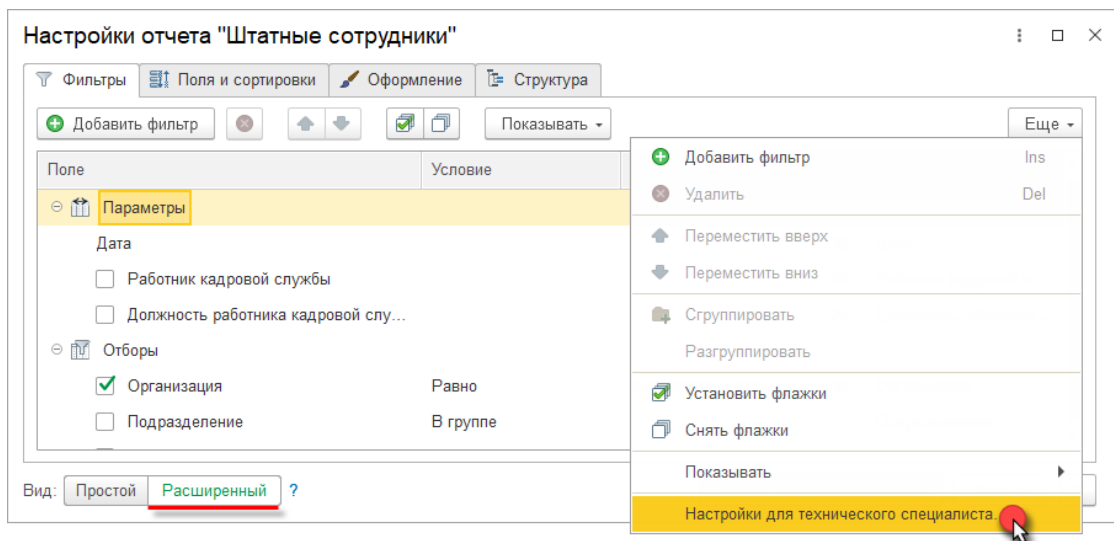 Настройки отчета "Штатные сотрудники"
Фильтры Поля и сортировки Оформление Структура
Добавить фильтр Показывать Еще
Поле Условие
Параметры
Дата
Работник кадровой службы
Должность работника кадровой слу...
Отборы
Организация Равно
Подразделение В группе
Добавить фильтр Ins
Удалить Del
Переместить вверх
Переместить вниз
Сгруппировать
Разгруппировать
Установить флажки
Снять флажки
Показывать
Настройки для технического специалиста.
Вид: Простой Расширенный ?